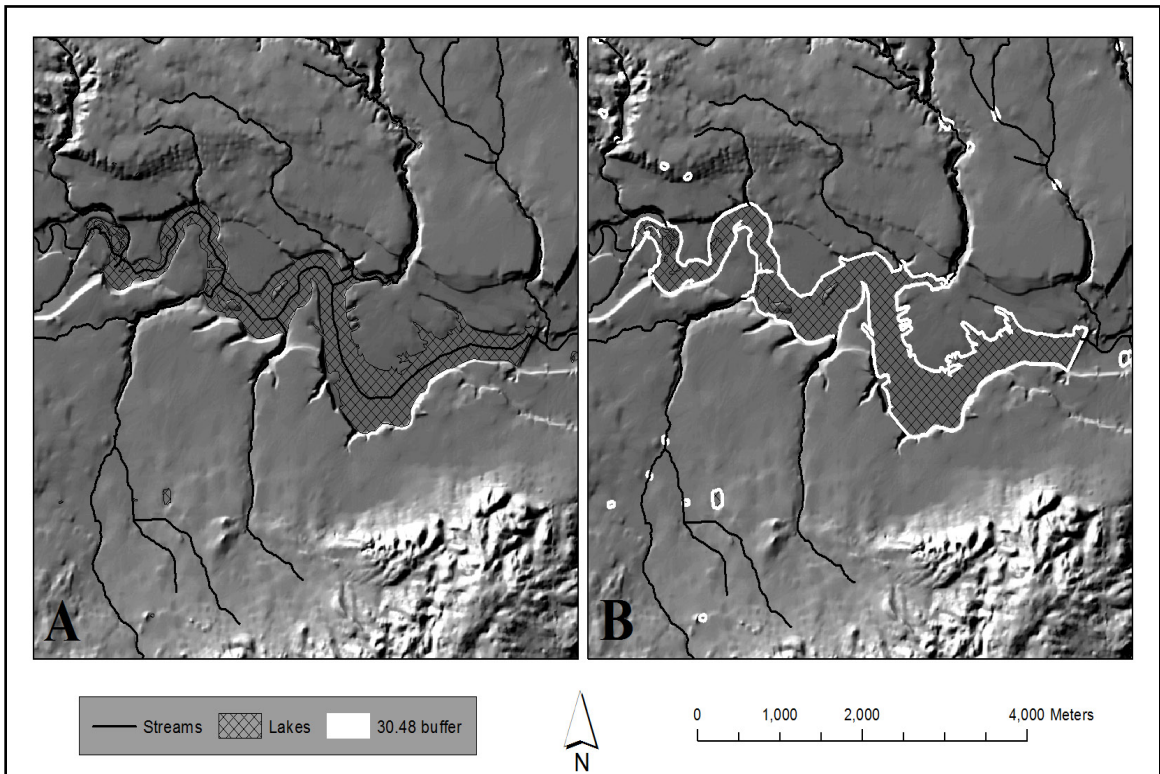 A
B
Streams
Lakes
30.48 buffer
N
0 1,000 2,000 4,000 Meters